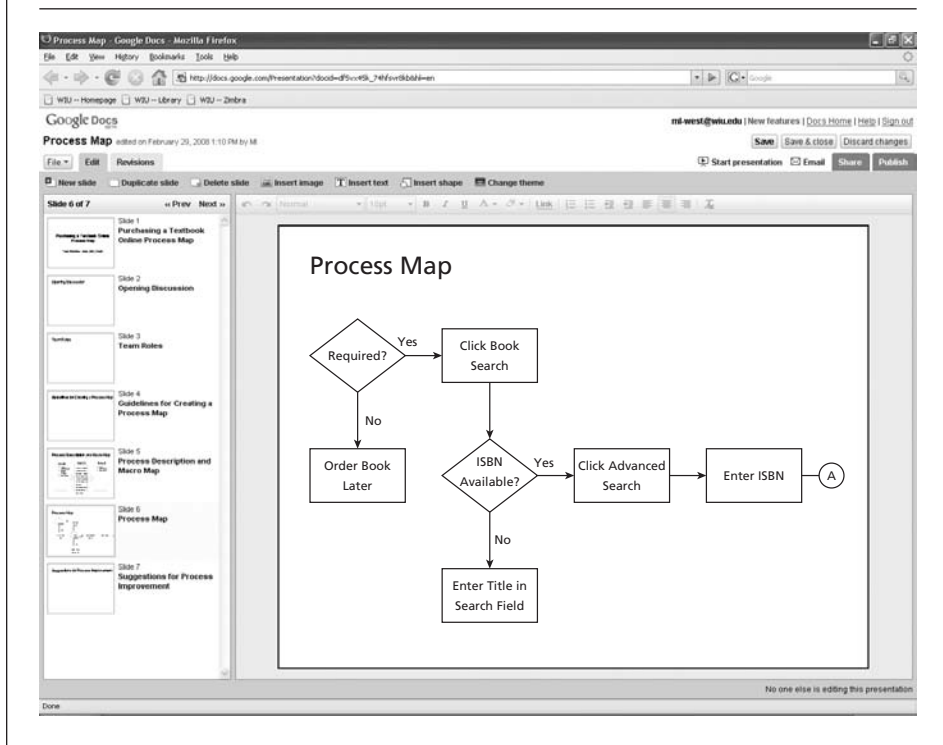 Process Map - Google Docs - Mozilla Firefox
File Edit View History Bookmarks Tools Help
Google
WIU -- Homepage WIU -- Library WIU -- Zimbra
Google Docs
ml-west@wiu.edu | New features | Docs Home | Help | Sign out
Process Map edited on February 29, 2008 1:10 PM by Ml
Save Save & close Discard changes
File Edit Revisions
Start presentation Email Share Publish
New slide Duplicate slide Delete slide Insert image Insert text Insert shape Change theme
Slide 6 of 7 « Prev Next »
Normal 10pt B I U A Link
Slide 1
Purchasing a Textbook
Online Process Map
Slide 2
Opening Discussion
Slide 3
Team Roles
Slide 4
Guidelines for Creating a
Process Map
Slide 5
Process Description and
Macro Map
Slide 6
Process Map
Slide 7
Suggestions for Process
Improvement
Process Map
Required?
Yes
Click Book
Search
No
Order Book
Later
ISBN
Available?
Yes
Click Advanced
Search
Enter ISBN
A
No
Enter Title in
Search Field
No one else is editing this presentation
Done